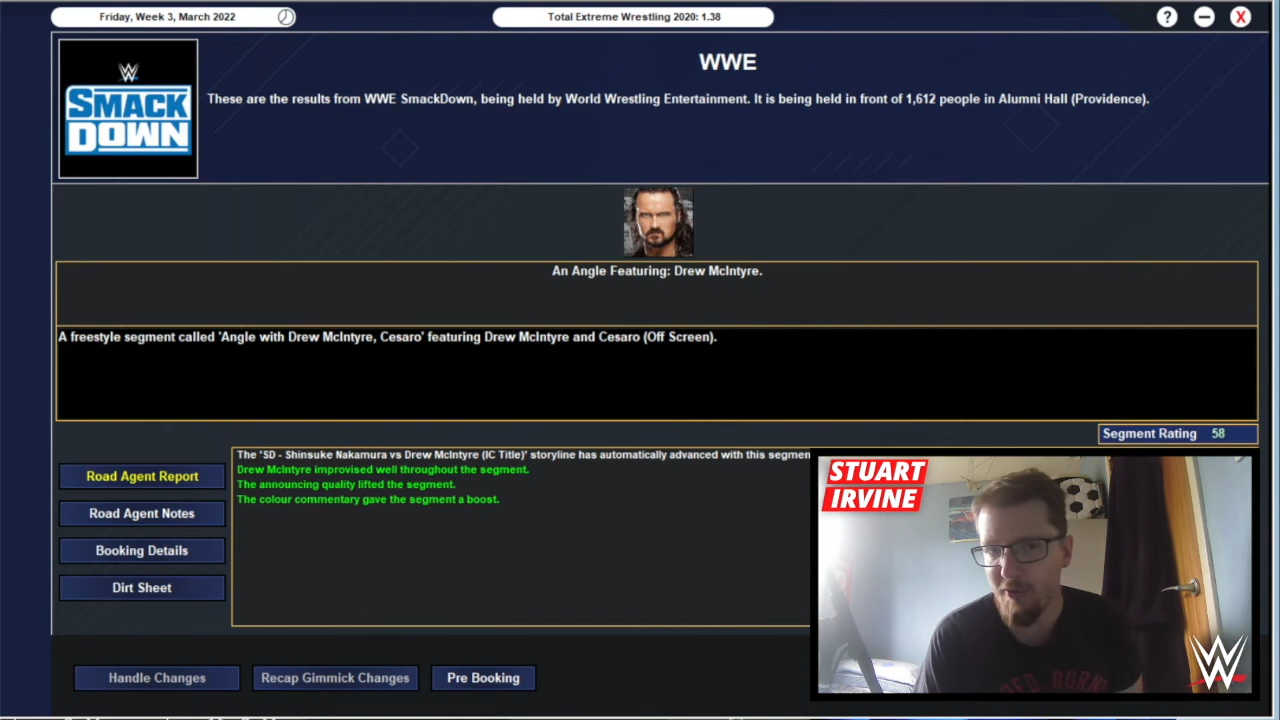 Friday, Week 3, March 2022
Total Extreme Wrestling 2020: 1.38
?
X
W
SMACK
DOWN
WWE
These are the results from WWE SmackDown, being held by World Wrestling Entertainment. It is being held in front of 1,612 people in Alumni Hall (Providence).
An Angle Featuring: Drew McIntyre.
A freestyle segment called 'Angle with Drew McIntyre, Cesaro' featuring Drew McIntyre and Cesaro (Off Screen).
Segment Rating 58
Road Agent Report
Road Agent Notes
Booking Details
Dirt Sheet
The 'SD - Shinsuke Nakamura vs Drew McIntyre (IC Title)' storyline has automatically advanced with this segmen
Drew McIntyre improvised well throughout the segment.
The announcing quality lifted the segment.
The colour commentary gave the segment a boost.
STUART
IRVINE
W
Handle Changes
Recap Gimmick Changes
Pre Booking